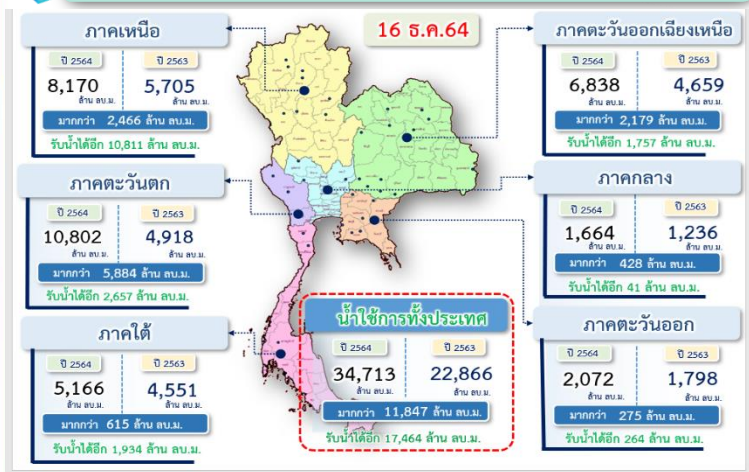 16 ธ.ค.64
ภาคเหนือ
ปี 2564 ปี 2563
8,170 5,705
ล้าน ลบ.ม. ล้าน ลบ.ม.
มากกว่า 2,466 ล้าน ลบ.ม.
รับน้ำได้อีก 10,811 ล้าน ลบ.ม.
ภาคตะวันออกเฉียงเหนือ
ปี 2564 ปี 2563
6,838 4,659
ล้าน ลบ.ม. ล้าน ลบ.ม.
มากกว่า 2,179 ล้าน ลบ.ม.
รับน้ำได้อีก 1,757 ล้าน ลบ.ม.
ภาคตะวันตก
ปี 2564 ปี 2563
10,802 4,918
ล้าน ลบ.ม. ล้าน ลบ.ม.
มากกว่า 5,884 ล้าน ลบ.ม.
รับน้ำได้อีก 2,657 ล้าน ลบ.ม.
ภาคกลาง
ปี 2564 ปี 2563
1,664 1,236
ล้าน ลบ.ม. ล้าน ลบ.ม.
มากกว่า 428 ล้าน ลบ.ม.
รับน้ำได้อีก 41 ล้าน ลบ.ม.
ภาคใต้
ปี 2564 ปี 2563
5,166 4,551
ล้าน ลบ.ม. ล้าน ลบ.ม.
มากกว่า 615 ล้าน ลบ.ม.
รับน้ำได้อีก 1,934 ล้าน ลบ.ม.
น้ำใช้การทั้งประเทศ
ปี 2564 ปี 2563
34,713 22,866
ล้าน ลบ.ม. ล้าน ลบ.ม.
มากกว่า 11,847 ล้าน ลบ.ม.
รับน้ำได้อีก 17,464 ล้าน ลบ.ม.
ภาคตะวันออก
ปี 2564 ปี 2563
2,072 1,798
ล้าน ลบ.ม. ล้าน ลบ.ม.
มากกว่า 275 ล้าน ลบ.ม.
รับน้ำได้อีก 264 ล้าน ลบ.ม.